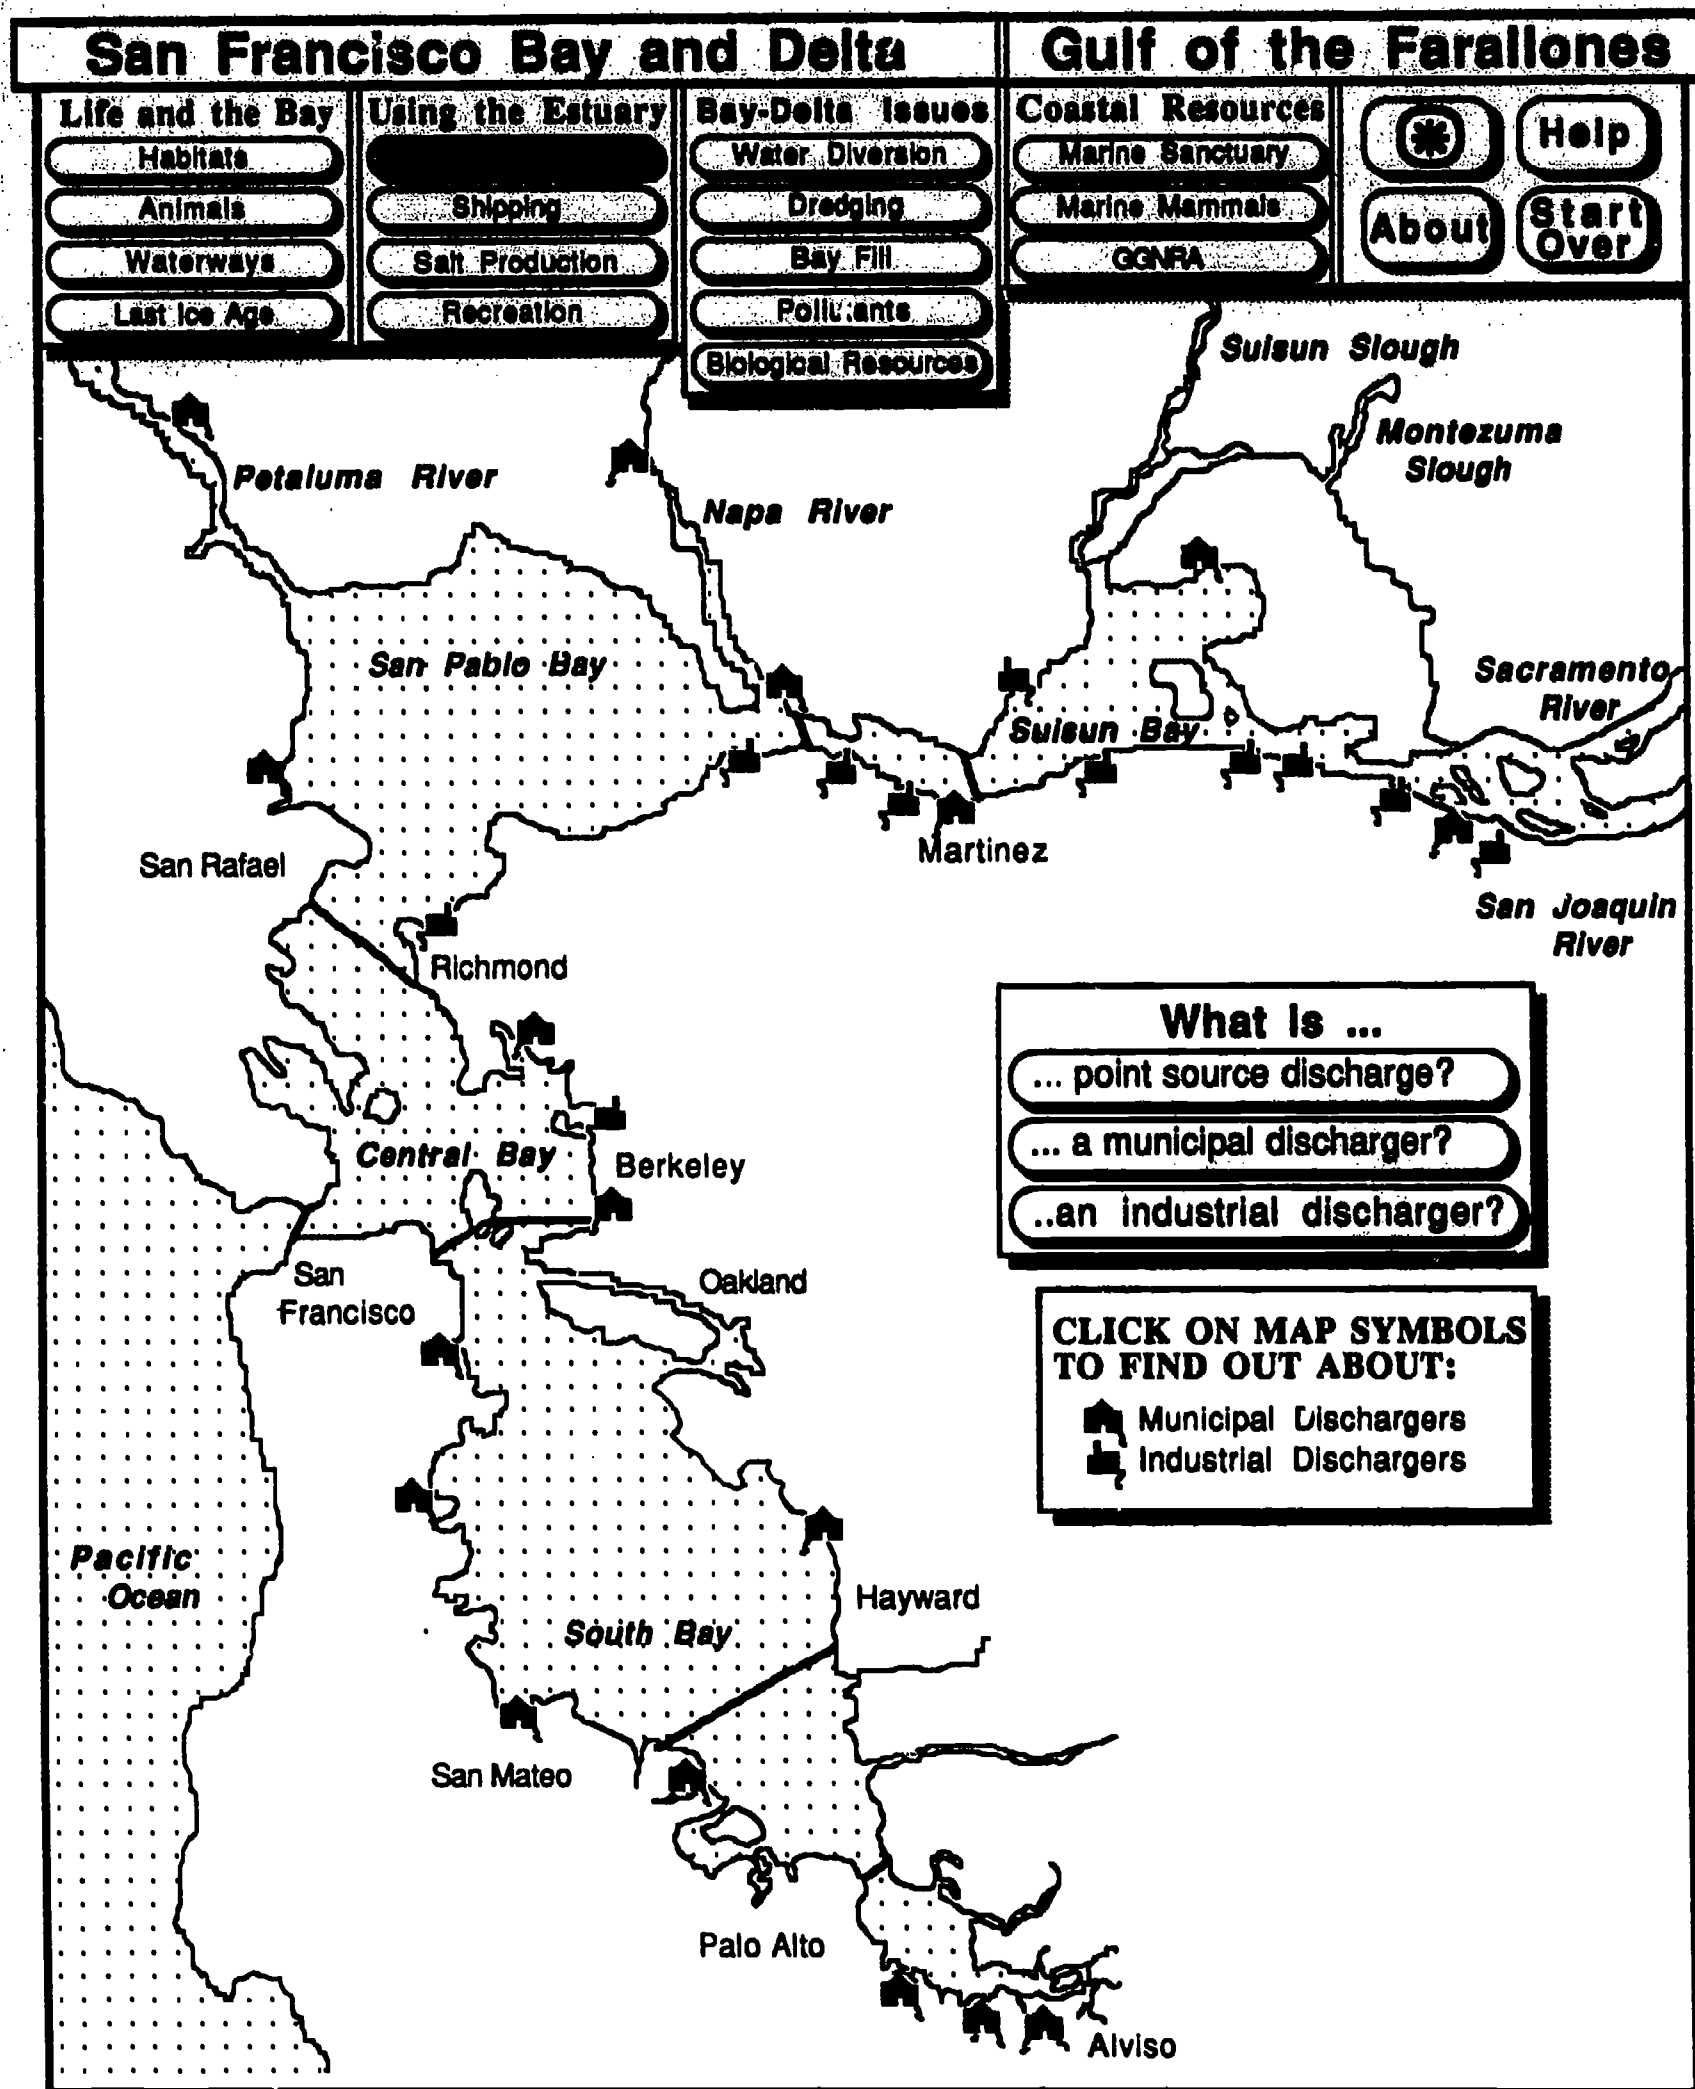 San Francisco Bay and Delta
Gulf of the Farallones
Life and the Bay
Habitats
Animals
Waterways
Last Ice Age
Using the Estuary
Shipping
Salt Production
Recreation
Bay-Delta Issues
Water Diversion
Dredging
Bay Fill
Pollutants
Biological Resources
Coastal Resources
Marine Sanctuary
Marine Mammals
GGNRA
Help
About
Start
Over
Suisun Slough
Montezuma
Slough
Petaluma River
Napa River
San Pablo Bay
Sacramento
River
Suisun Bay
Martinez
San Rafael
San Joaquin
River
Richmond
What is ...
... point source discharge?
... a municipal discharger?
..an industrial discharger?
Central Bay
Berkeley
San
Francisco
Oakland
CLICK ON MAP SYMBOLS
TO FIND OUT ABOUT:
Municipal Dischargers
Industrial Dischargers
Pacific
Ocean
Hayward
South Bay
San Mateo
Palo Alto
Alviso